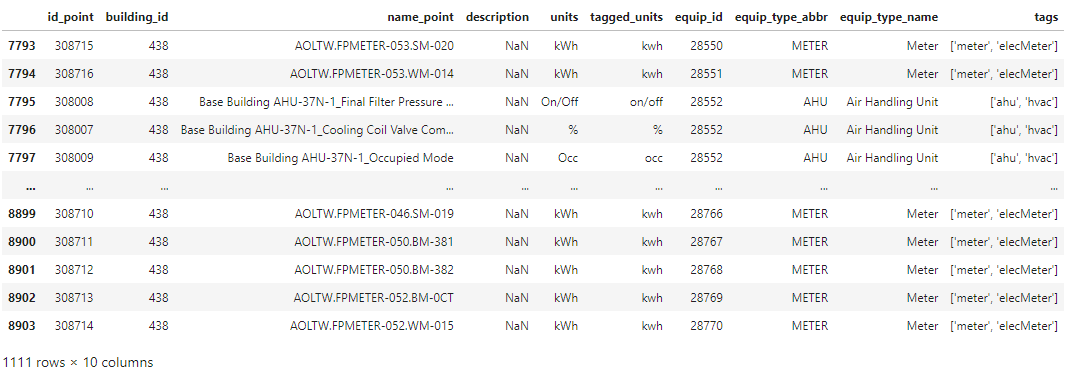 id_point building_id name_point description units tagged_units equip_id equip_type_abbr equip_type_name tags
7793 308715 438 AOLTW.FPMETER-053.SM-020 NaN kWh kwh 28550 METER Meter ['meter', 'elecMeter']
7794 308716 438 AOLTW.FPMETER-053.WM-014 NaN kWh kwh 28551 METER Meter ['meter', 'elecMeter']
7795 308008 438 Base Building AHU-37N-1_Final Filter Pressure ... NaN On/Off on/off 28552 AHU Air Handling Unit ['ahu', 'hvac']
7796 308007 438 Base Building AHU-37N-1_Cooling Coil Valve Com... NaN % % 28552 AHU Air Handling Unit ['ahu', 'hvac']
7797 308009 438 Base Building AHU-37N-1_Occupied Mode NaN Occ occ 28552 AHU Air Handling Unit ['ahu', 'hvac']
... ... ... ... ... ... ... ... ... ... ...
8899 308710 438 AOLTW.FPMETER-046.SM-019 NaN kWh kwh 28766 METER Meter ['meter', 'elecMeter']
8900 308711 438 AOLTW.FPMETER-050.BM-381 NaN kWh kwh 28767 METER Meter ['meter', 'elecMeter']
8901 308712 438 AOLTW.FPMETER-050.BM-382 NaN kWh kwh 28768 METER Meter ['meter', 'elecMeter']
8902 308713 438 AOLTW.FPMETER-052.BM-0CT NaN kWh kwh 28769 METER Meter ['meter', 'elecMeter']
8903 308714 438 AOLTW.FPMETER-052.WM-015 NaN kWh kwh 28770 METER Meter ['meter', 'elecMeter']
1111 rows × 10 columns